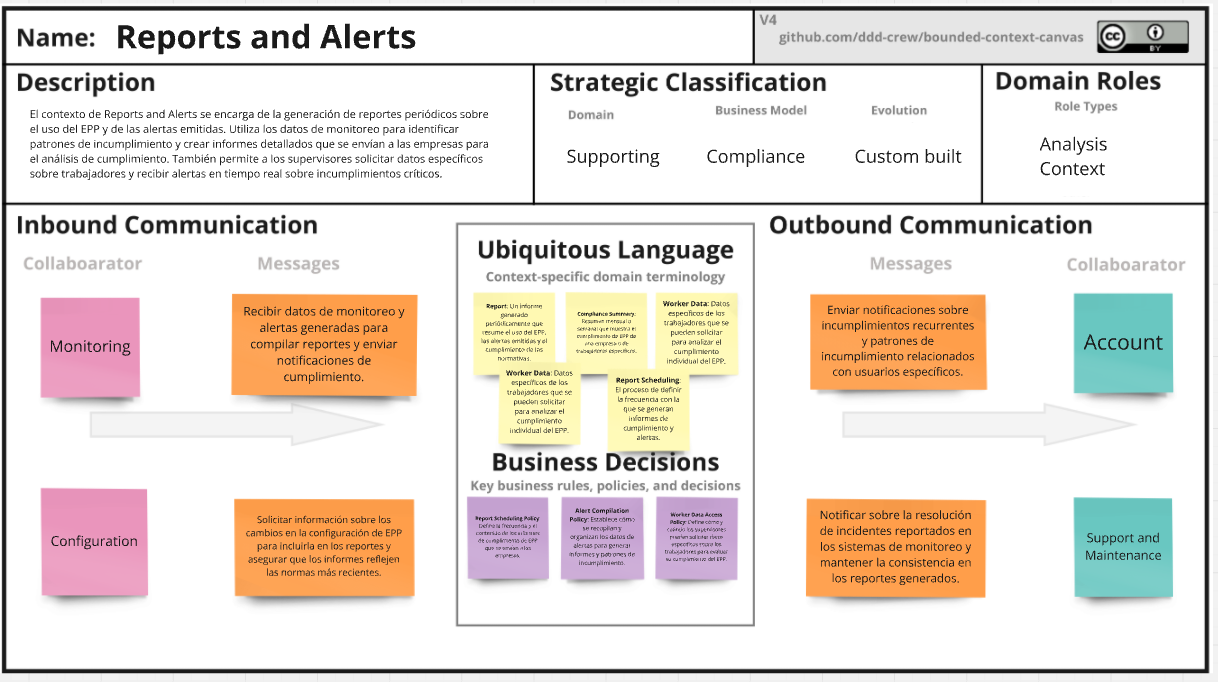 Name: Reports and Alerts
V4
github.com/ddd-crew/bounded-context-canvas
CC
BY
Description
El contexto de Reports and Alerts se encarga de la generación de reportes periódicos sobre
el uso del EPP y de las alertas emitidas. Utiliza los datos de monitoreo para identificar
patrones de incumplimiento y crear informes detallados que se envían a las empresas para
el análisis de cumplimiento. También permite a los supervisores solicitar datos específicos
sobre trabajadores y recibir alertas en tiempo real sobre incumplimientos críticos.
Strategic Classification
Domain
Business Model
Evolution
Supporting
Compliance
Custom built
Domain Roles
Role Types
Analysis
Context
Inbound Communication
Collaboarator
Messages
Monitoring
Recibir datos de monitoreo y
alertas generadas para
compilar reportes y enviar
notificaciones de
cumplimiento.
Configuration
Solicitar información sobre los
cambios en la configuración de EPP
para incluirla en los reportes y
asegurar que los informes reflejen
las normas más recientes.
Ubiquitous Language
Context-specific domain terminology
Report: Un informe
generado
periódicamente que
resume el uso del EPP,
las alertas emitidas y el
cumplimiento de las
normativas.
Compliance Summary:
Resumen mensual o
semanal que muestra el
cumplimiento de EPP de
una empresa o de
trabajadores específicos.
Worker Data: Datos
específicos de los
trabajadores que se
pueden solicitar
para analizar el
cumplimiento
individual del EPP.
Worker Data: Datos
específicos de los
trabajadores que se
pueden solicitar
para analizar el
cumplimiento
individual del EPP.
Report Scheduling:
El proceso de definir
la frecuencia con la
que se generan
informes de
cumplimiento y
alertas.
Business Decisions
Key business rules, policies, and decisions
Report Scheduling Policy
Define la frecuencia y el
contenido de los informes
de cumplimiento de EPP
que se envían a las
empresas.
Alert Compilation
Policy: Establece cómo
se recopilan y
organizan los datos de
alertas para generar
informes y patrones de
incumplimiento.
Worker Data Access
Policy: Define cómo y
cuándo los supervisores
pueden solicitar datos
específicos sobre los
trabajadores para evaluar
su cumplimiento del EPP.
Outbound Communication
Messages
Collaboarator
Enviar notificaciones sobre
incumplimientos recurrentes
y patrones de
incumplimiento relacionados
con usuarios específicos.
Account
Notificar sobre la resolución
de incidentes reportados en
los sistemas de monitoreo y
mantener la consistencia en
los reportes generados.
Support and
Maintenance